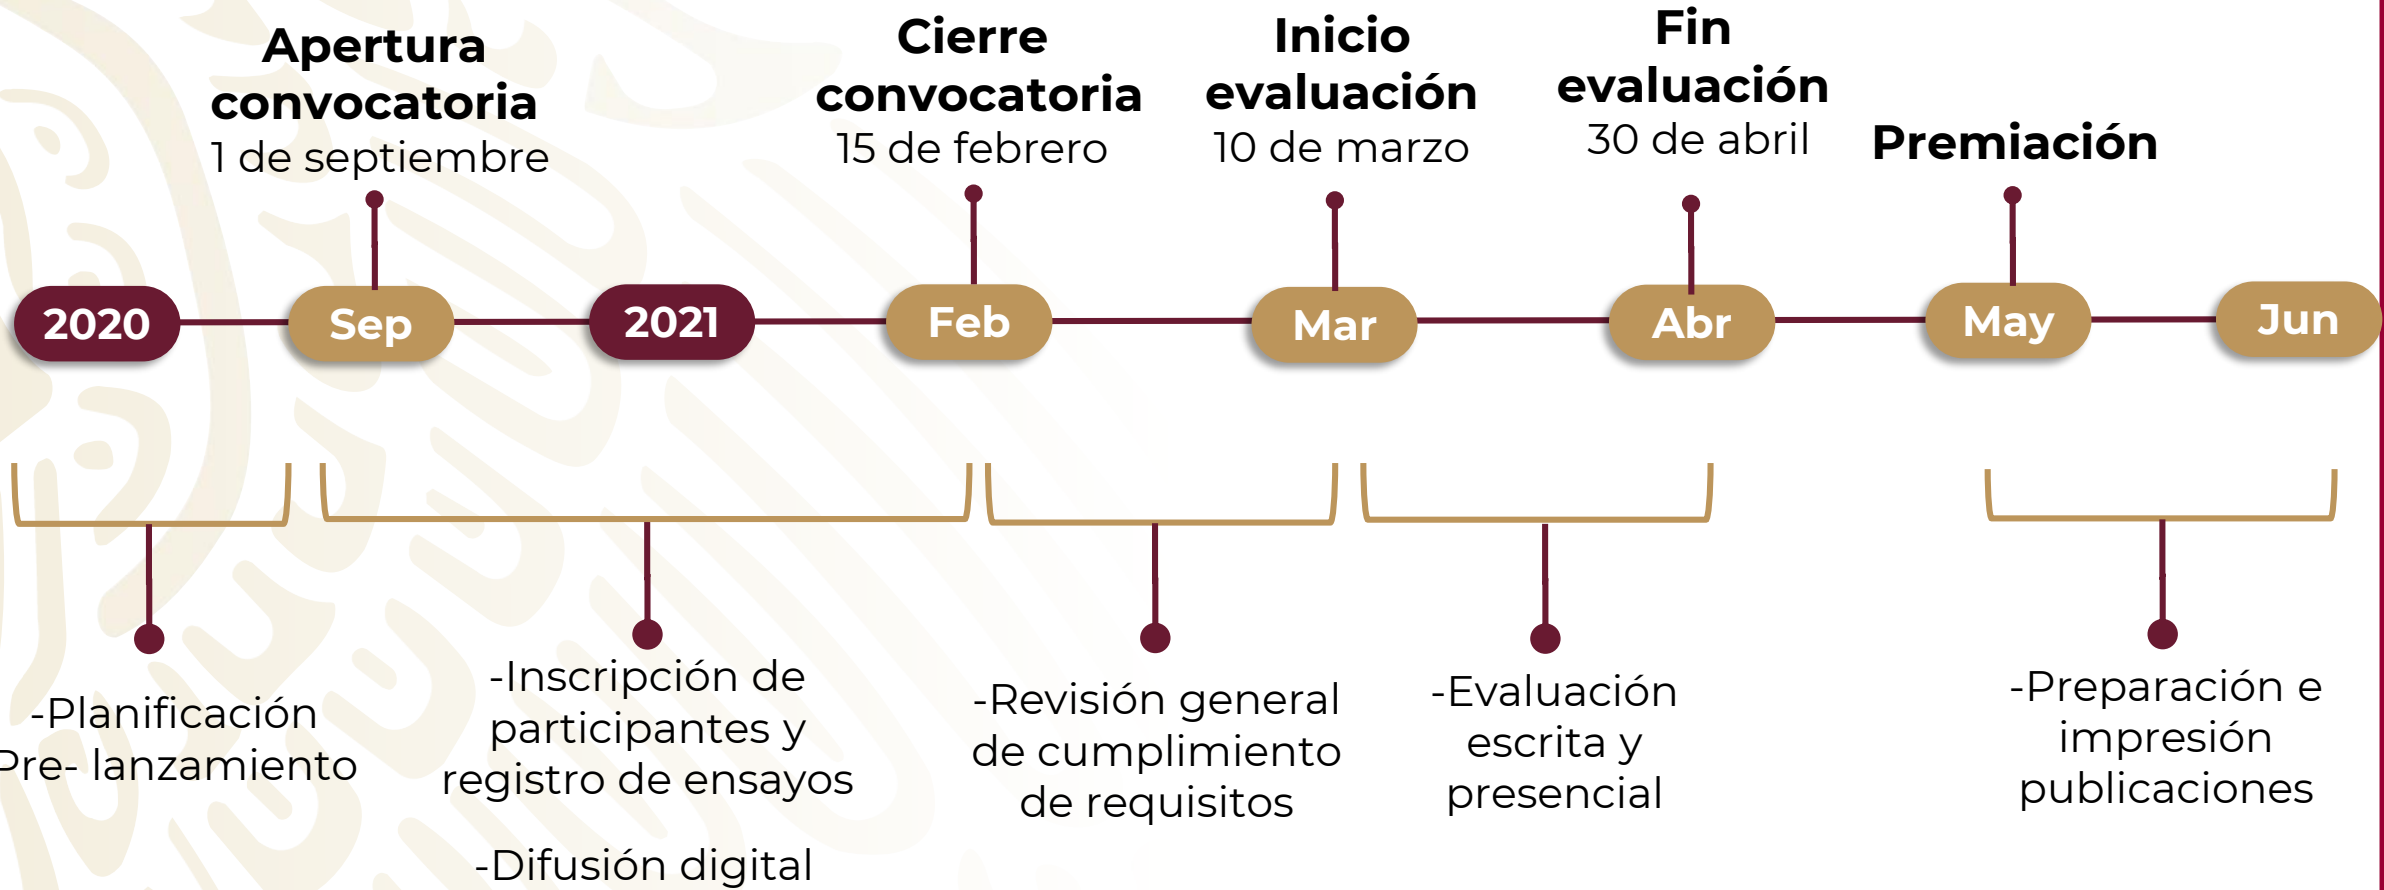 Apertura
convocatoria
1 de septiembre
Cierre
convocatoria
15 de febrero
Inicio
evaluación
10 de marzo
Fin
evaluación
30 de abril
Premiación
2020
Sep
2021
Feb
Mar
Abr
May
Jun
-Planificación
Pre- lanzamiento
-Inscripción de
participantes y
registro de ensayos
-Difusión digital
-Revisión general
de cumplimiento
de requisitos
-Evaluación
escrita y
presencial
-Preparación e
impresión
publicaciones